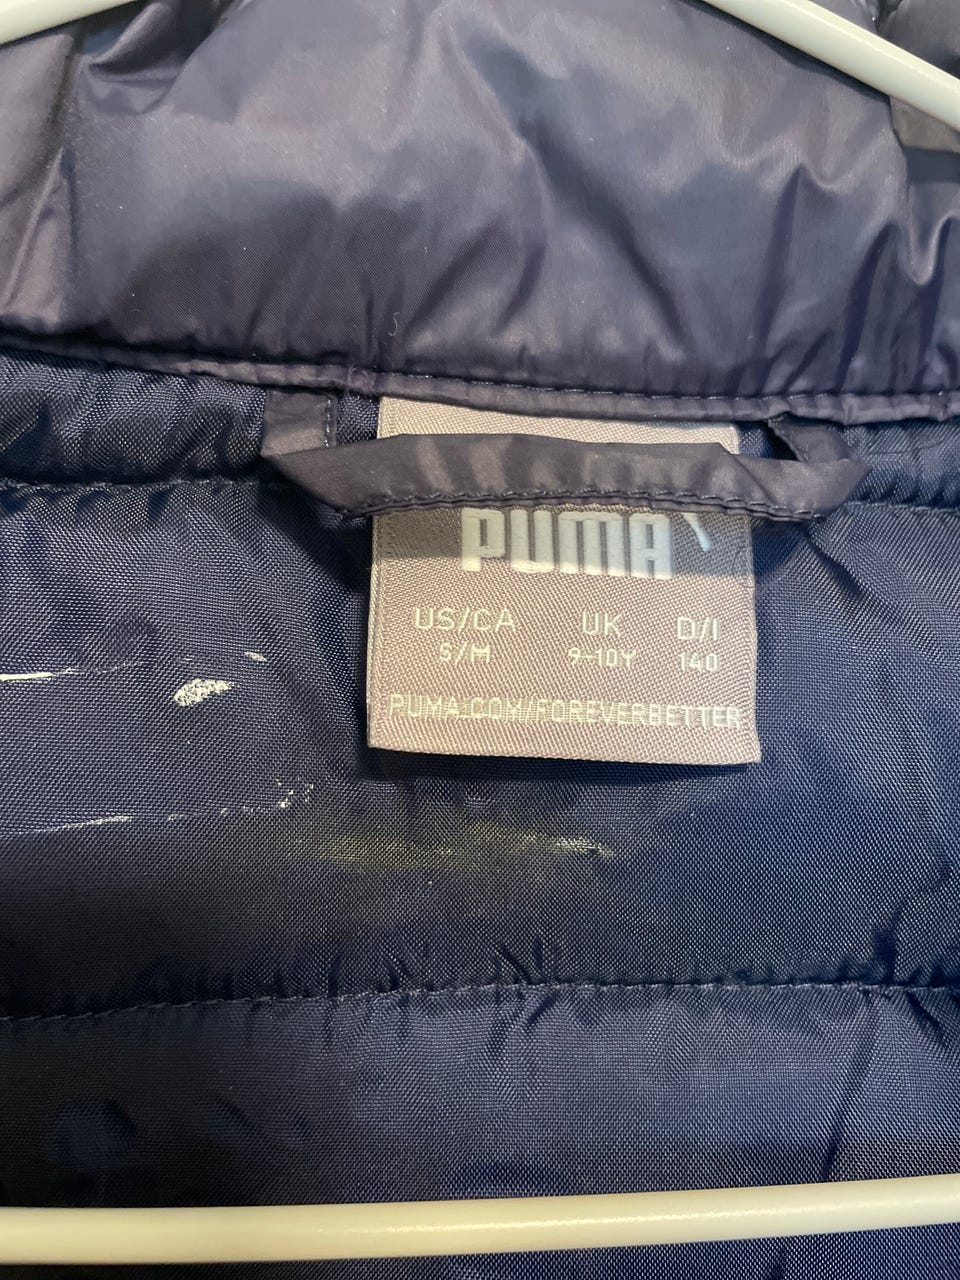 PUMA
US/CA UK D/I
S/M 9-10Y 140
PUMA.COM/FOREVERBETTER